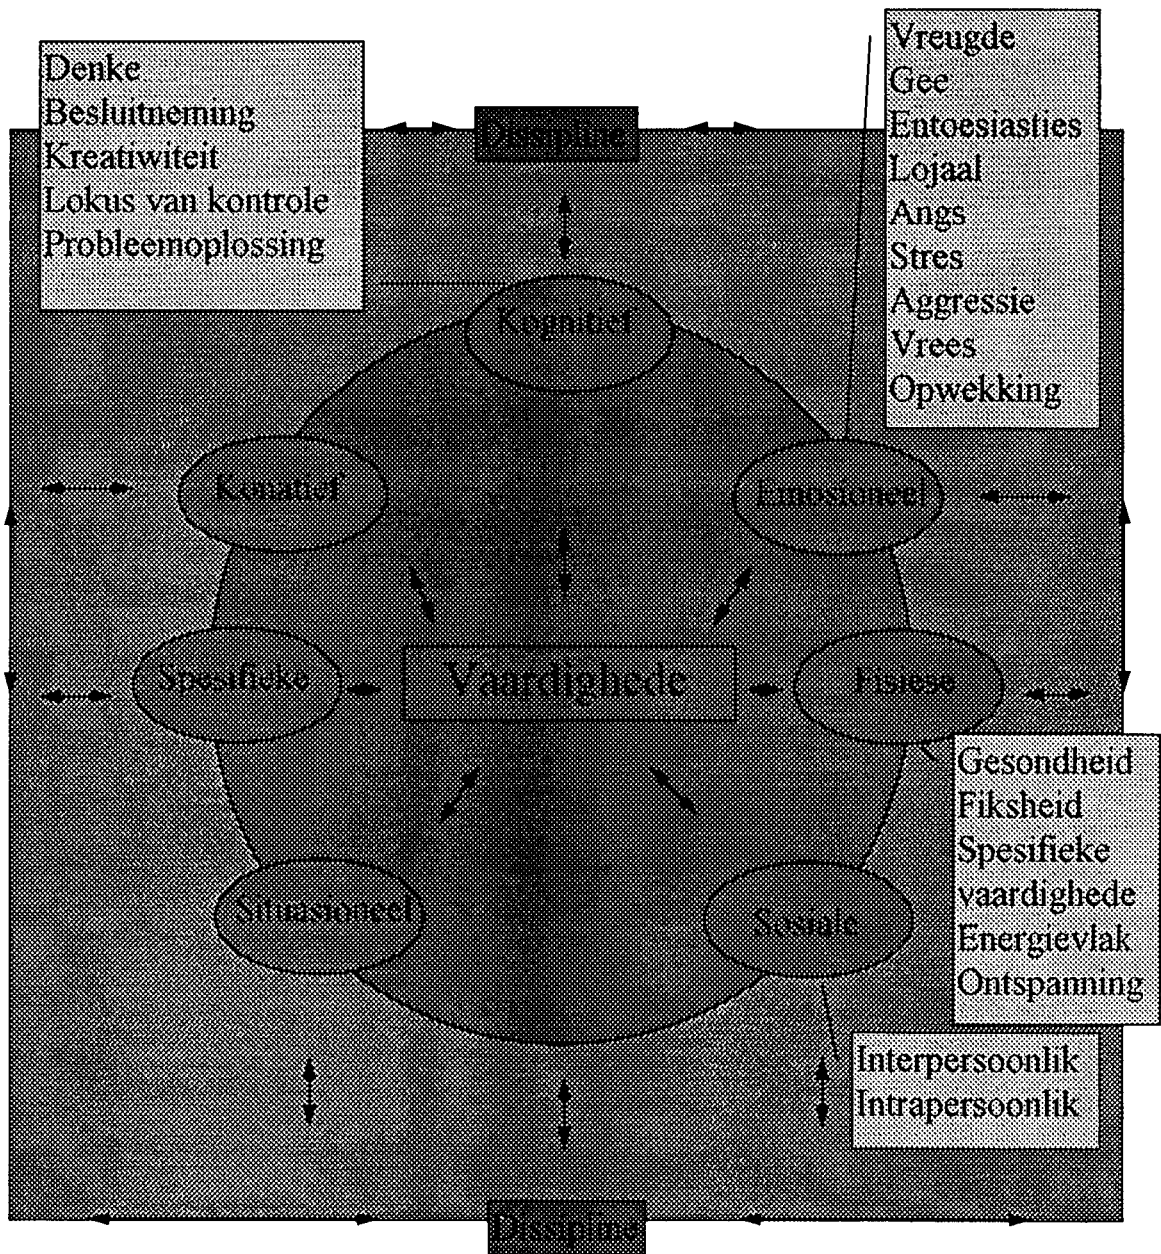 Denke
Besluitneming
Kreatiwiteit
Lokus van kontrole
Probleemoplossing
Dissipline
Vreugde
Gee
Entoesiasties
Lojaal
Angs
Stres
Aggressie
Vrees
Opwekking
Kognitief
Konatief
Emosioneel
Spesifieke
Vaardighede
Fisiese
Gesondheid
Fiksheid
Spesifieke
vaardighede
Energievlak
Ontspanning
Situasioneel
Sosiale
Interpersoonlik
Intrapersoonlik
Dissipline